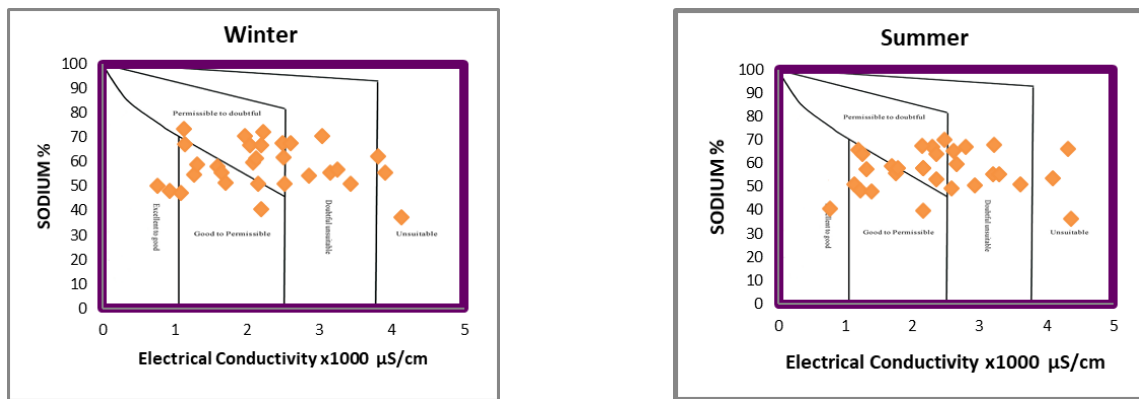 Winter
SODIUM %
100
90
80
70
60
50
40
30
20
10
0
Permissible to doubtful
Excellent to good
Good to Permissible
Doubtful unsuitable
Unsuitable
0 1 2 3 4 5
Electrical Conductivity x1000 µS/cm
Summer
SODIUM %
100
90
80
70
60
50
40
30
20
10
0
Permissible to doubtful
ellent to good
Good to Permissible
Doubtful unsuitable
Unsuitable
0 1 2 3 4 5
Electrical Conductivity x1000 µS/cm